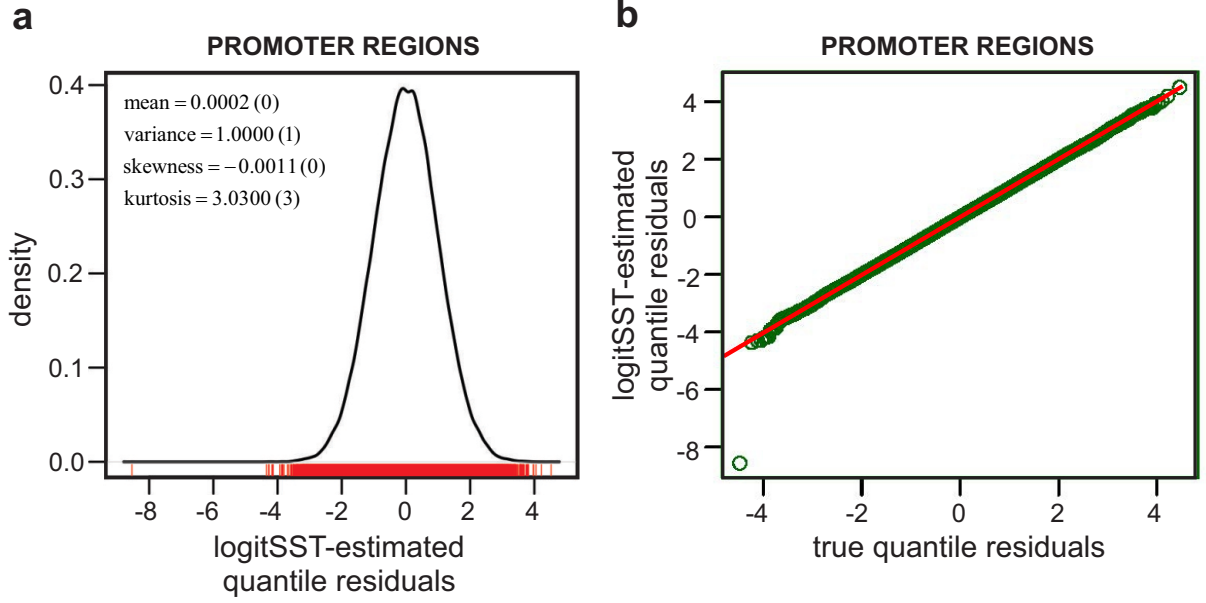 a
PROMOTER REGIONS
mean = 0.0002 (0)
variance = 1.0000 (1)
skewness = −0.0011 (0)
kurtosis = 3.0300 (3)
density
0.4
0.3
0.2
0.1
0.0
-8 -6 -4 -2 0 2 4
logitSST-estimated
quantile residuals
b
PROMOTER REGIONS
logitSST-estimated
quantile residuals
4
2
0
-2
-4
-6
-8
-4 -2 0 2 4
true quantile residuals